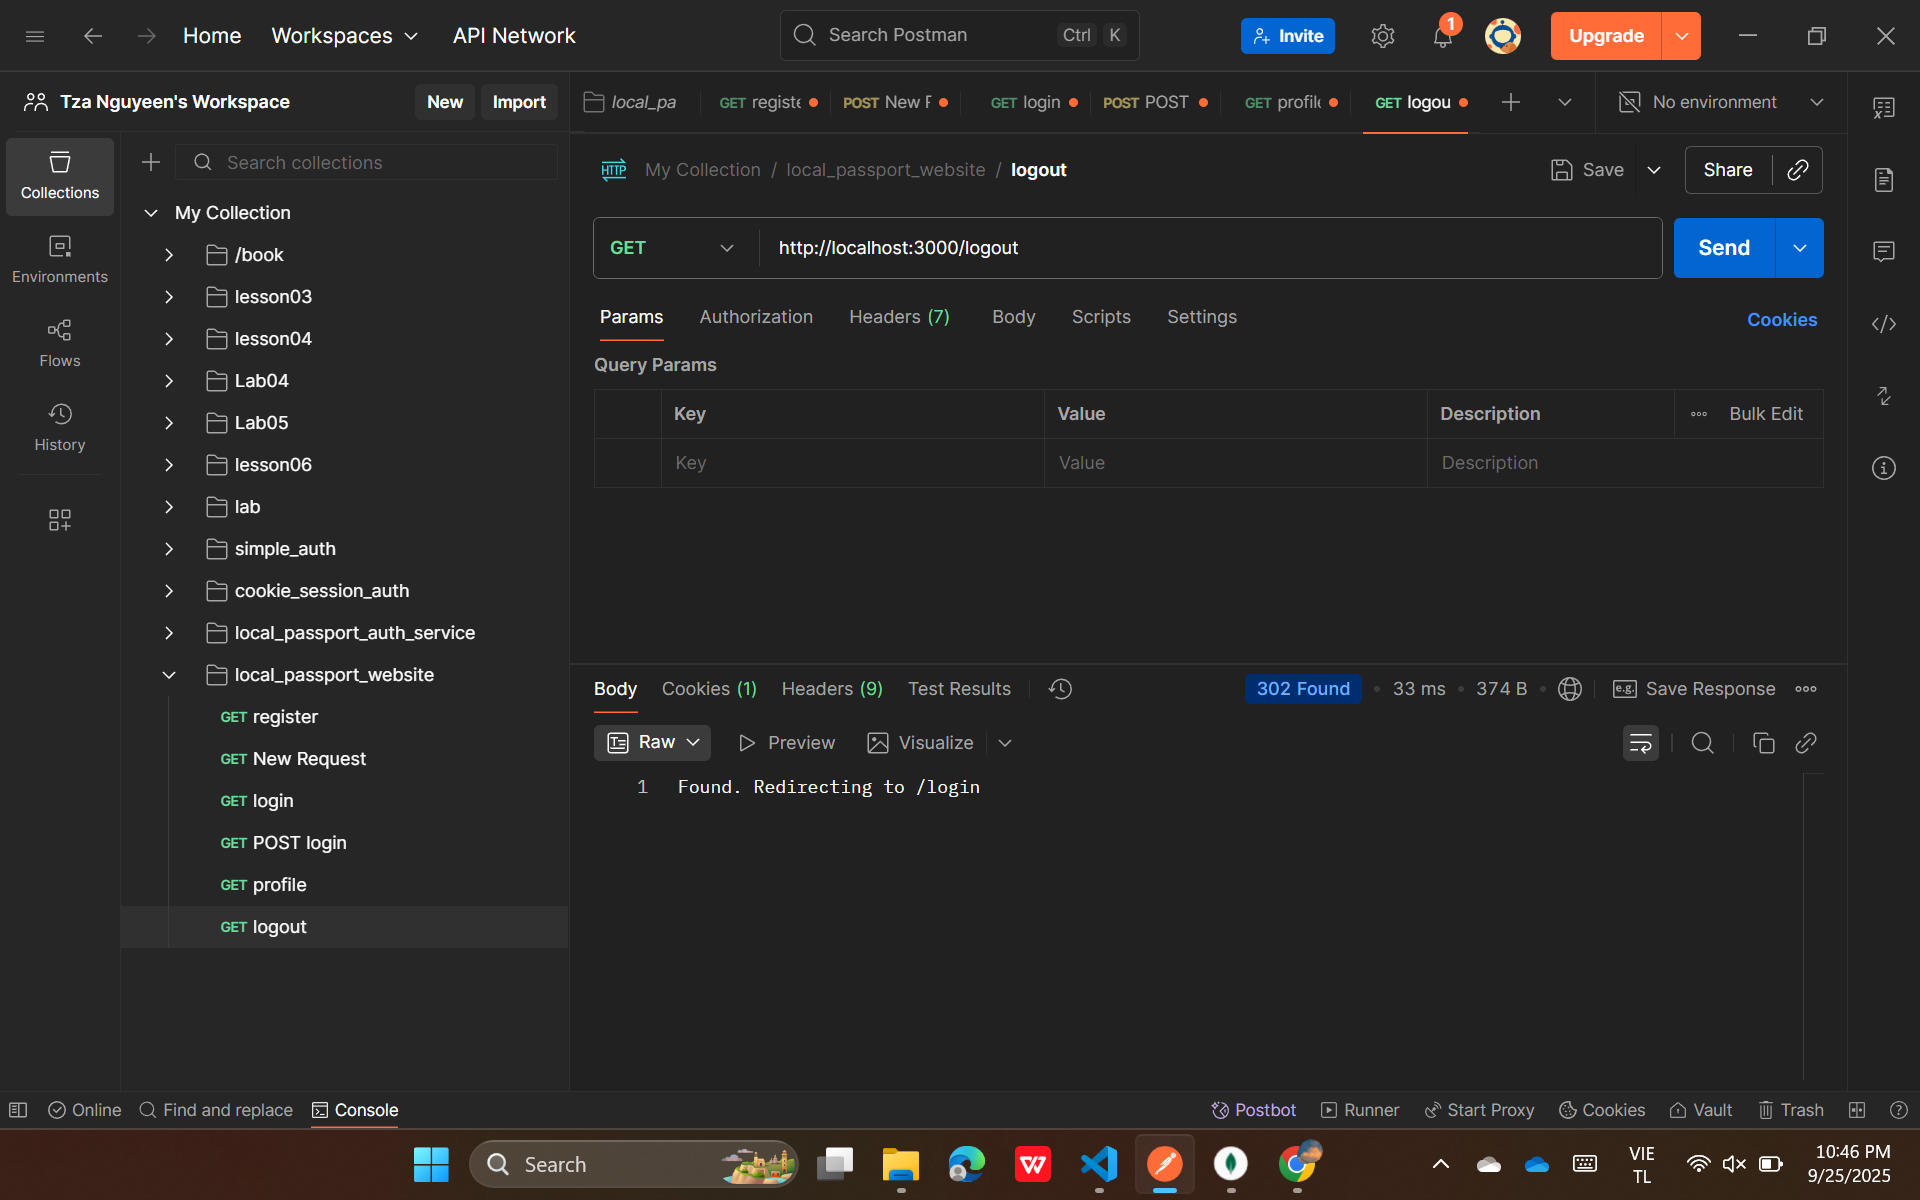 Home Workspaces API Network Search Postman Ctrl K Invite 1 Upgrade
Tza Nguyeen's Workspace New Import
local_pa GET registe POST New F GET login POST POST GET profil GET logou No environment
Collections
Environments
Flows
History
Search collections
My Collection
/book
lesson03
lesson04
Lab04
Lab05
lesson06
lab
simple_auth
cookie_session_auth
local_passport_auth_service
local_passport_website
GET register
GET New Request
GET login
GET POST login
GET profile
GET logout
HTTP My Collection / local_passport_website / logout Save Share
GET http://localhost:3000/logout Send
Params Authorization Headers (7) Body Scripts Settings Cookies
Query Params
Key Value Description Bulk Edit
Key Value Description
Body Cookies (1) Headers (9) Test Results 302 Found 33 ms 374 B e.g. Save Response
Raw Preview Visualize
1 Found. Redirecting to /login
Online Find and replace Console Postbot Runner Start Proxy Cookies Vault Trash
Search
VIE
TL
10:46 PM
9/25/2025